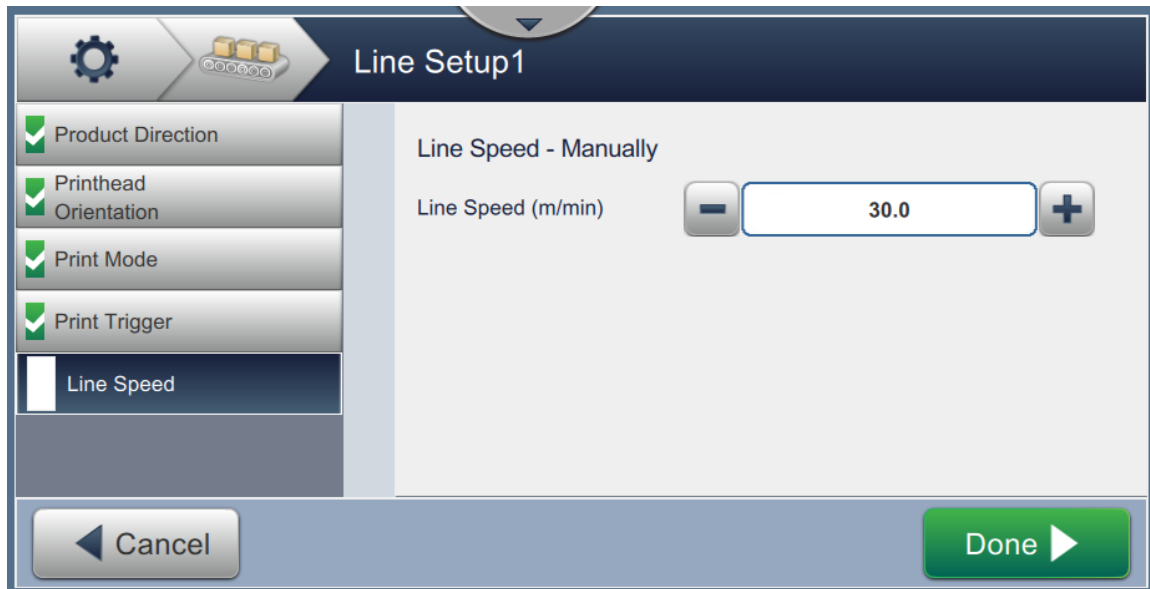 Line Setup1
Product Direction
Printhead
Orientation
Print Mode
Print Trigger
Line Speed
Line Speed - Manually
Line Speed (m/min)
30.0
Cancel
Done